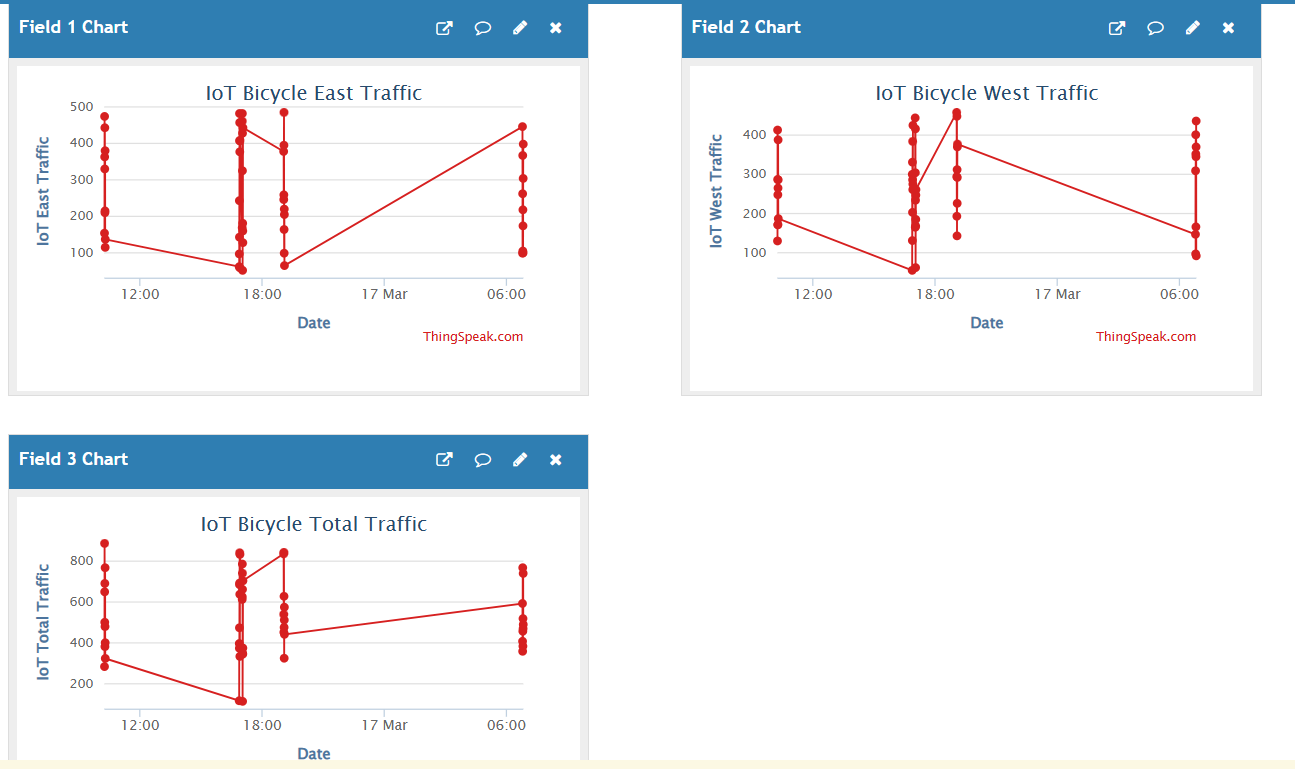 Field 1 Chart
IoT Bicycle East Traffic
IoT East Traffic
500
400
300
200
100
12:00 18:00 17 Mar 06:00
Date
ThingSpeak.com
Field 2 Chart
IoT Bicycle West Traffic
IoT West Traffic
400
300
200
100
12:00 18:00 17 Mar 06:00
Date
ThingSpeak.com
Field 3 Chart
IoT Bicycle Total Traffic
IoT Total Traffic
800
600
400
200
12:00 18:00 17 Mar 06:00
Date